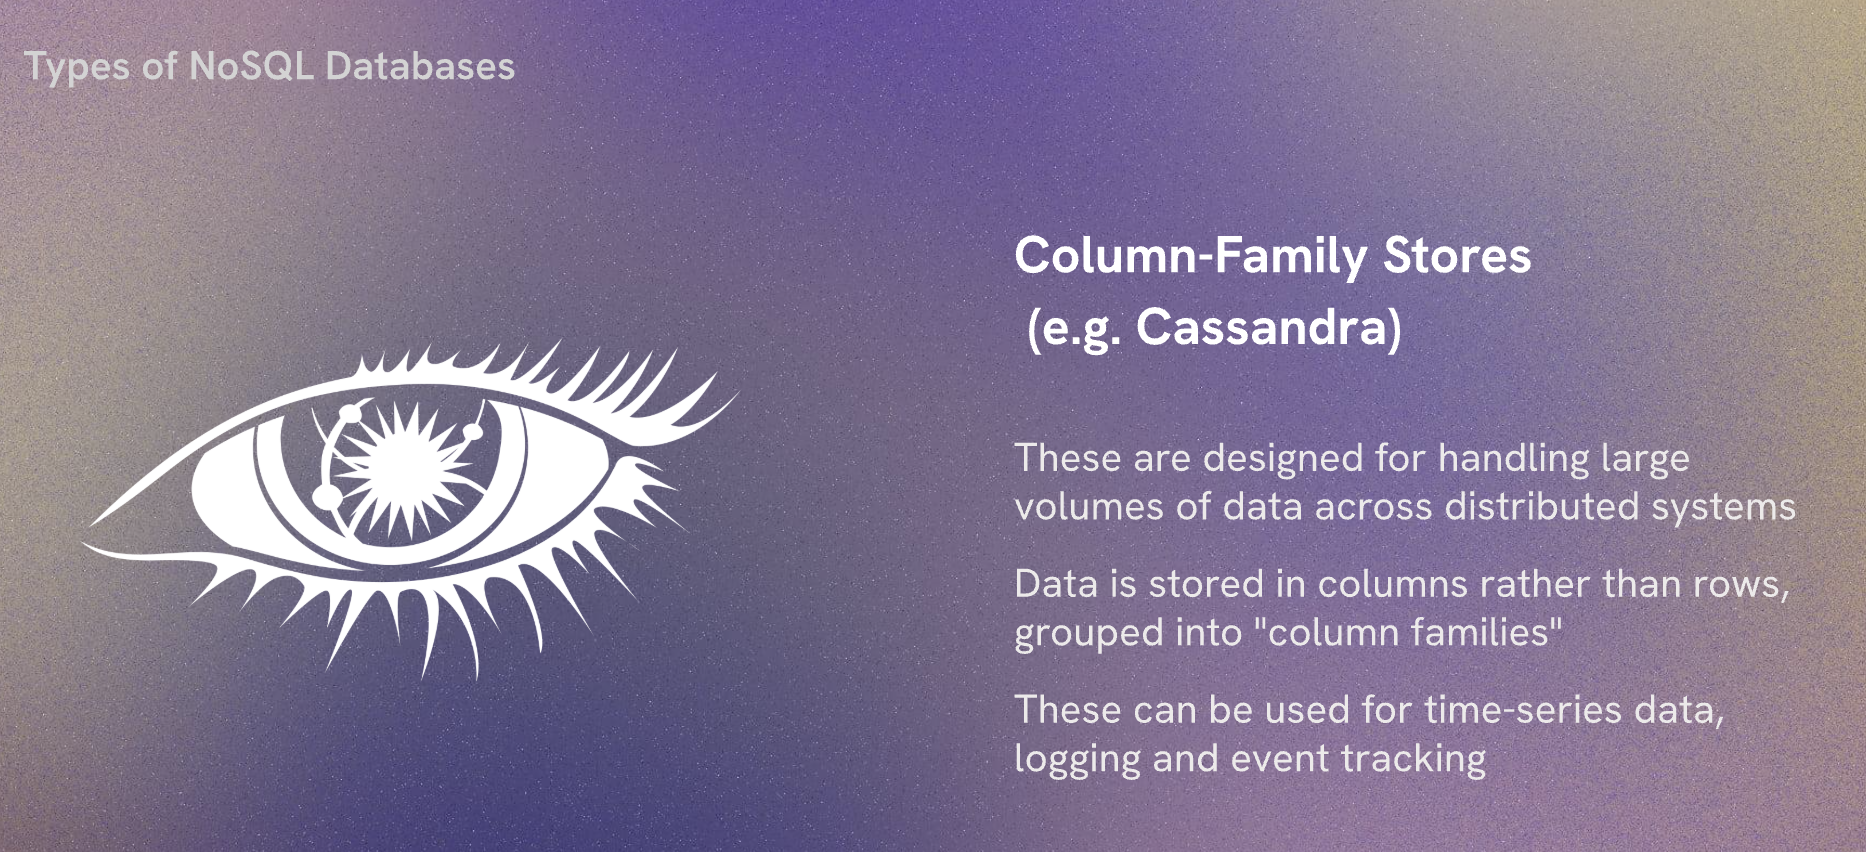 Types of NoSQL Databases
Column-Family Stores
(e.g. Cassandra)
These are designed for handling large
volumes of data across distributed systems
Data is stored in columns rather than rows,
grouped into "column families"
These can be used for time-series data,
logging and event tracking